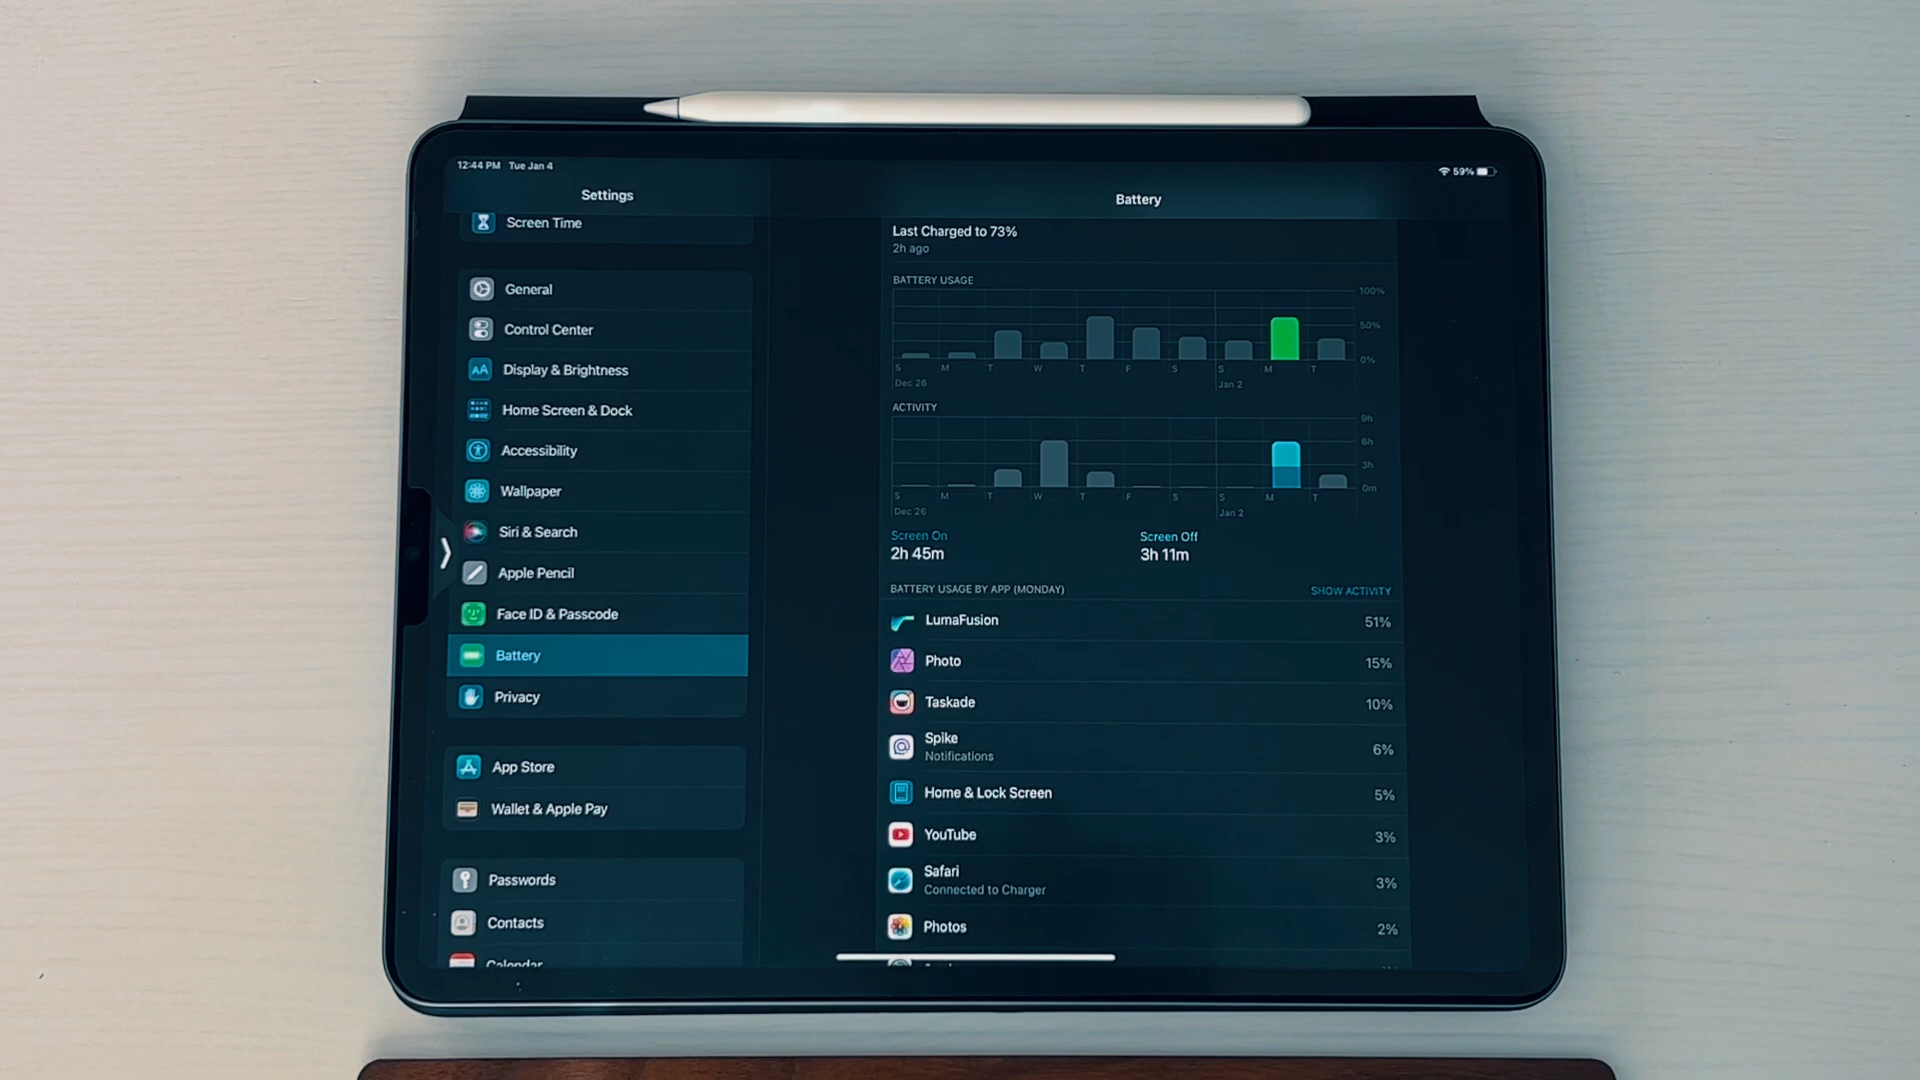 12:44 PM Tue Jan 4
59%
Settings
Screen Time
General
Control Center
AA
Display & Brightness
Home Screen & Dock
Accessibility
Wallpaper
Siri & Search
Apple Pencil
Face ID & Passcode
Battery
Privacy
App Store
Wallet & Apple Pay
Passwords
Contacts
Calendar
Battery
Last Charged to 73%
2h ago
BATTERY USAGE
100%
50%
0%
S M T W T F S S M T
Dec 26 Jan 2
ACTIVITY
9h
6h
3h
0m
S M T W T F S S M T
Dec 26 Jan 2
Screen On Screen Off
2h 45m 3h 11m
BATTERY USAGE BY APP (MONDAY) SHOW ACTIVITY
LumaFusion 51%
Photo 15%
Taskade 10%
Spike 6%
Notifications
Home & Lock Screen 5%
YouTube 3%
Safari 3%
Connected to Charger
Photos 2%